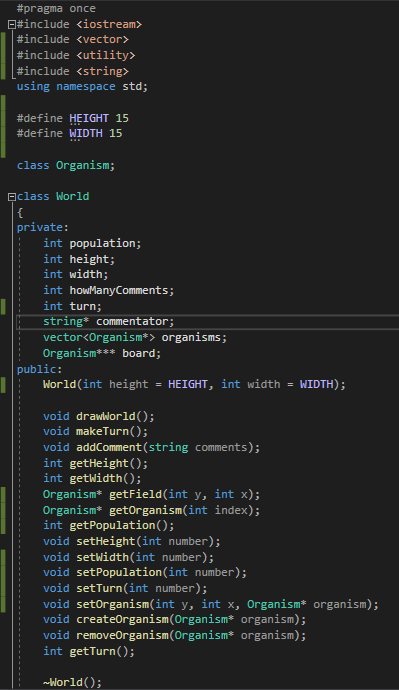 #pragma once
#include <iostream>
#include <vector>
#include <utility>
#include <string>
using namespace std;
#define HEIGHT 15
#define WIDTH 15
class Organism;
class World
{
private:
int population;
int height;
int width;
int howManyComments;
int turn;
string* commentator;
vector<Organism*> organisms;
Organism*** board;
public:
World(int height = HEIGHT, int width = WIDTH);
void drawWorld();
void makeTurn();
void addComment(string comments);
int getHeight();
int getWidth();
Organism* getField(int y, int x);
Organism* getOrganism(int index);
int getPopulation();
void setHeight(int number);
void setWidth(int number);
void setPopulation(int number);
void setTurn(int number);
void setOrganism(int y, int x, Organism* organism);
void createOrganism(Organism* organism);
void removeOrganism(Organism* organism);
int getTurn();
~World();